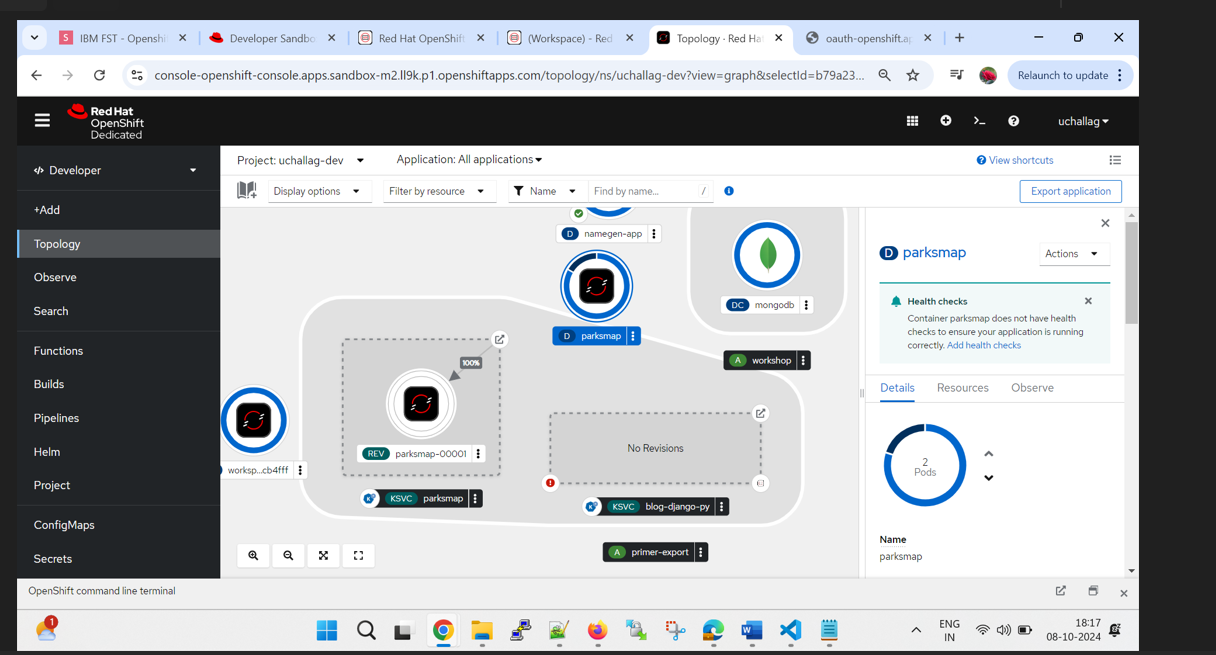 IBM FST - Openshi
Developer Sandbo
Red Hat OpenShift
(Workspace) - Red
Topology · Red Hat
oauth-openshift.ap
console-openshift-console.apps.sandbox-m2.ll9k.p1.openshiftapps.com/topology/ns/uchallag-dev?view=graph&selectId=b79a23...
Relaunch to update
Red Hat
OpenShift
Dedicated
uchallag
</> Developer
+Add
Topology
Observe
Search
Functions
Builds
Pipelines
Helm
Project
ConfigMaps
Secrets
Project: uchallag-dev
Application: All applications
View shortcuts
Display options
Filter by resource
Name
Find by name...
/
Export application
D namegen-app
D parksmap
DC mongodb
A workshop
100%
REV parksmap-00001
KSVC parksmap
worksp...cb4fff
No Revisions
KSVC blog-django-py
A primer-export
D parksmap
Actions
Health checks
Container parksmap does not have health
checks to ensure your application is running
correctly. Add health checks
Details
Resources
Observe
2
Pods
Name
parksmap
OpenShift command line terminal
1
ENG
IN
18:17
08-10-2024